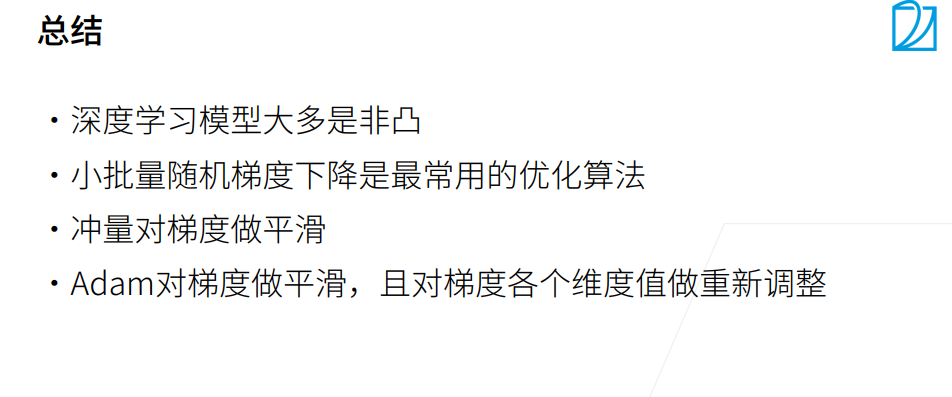 总结
•深度学习模型大多是非凸
•小批量随机梯度下降是最常用的优化算法
•冲量对梯度做平滑
•Adam对梯度做平滑，且对梯度各个维度值做重新调整